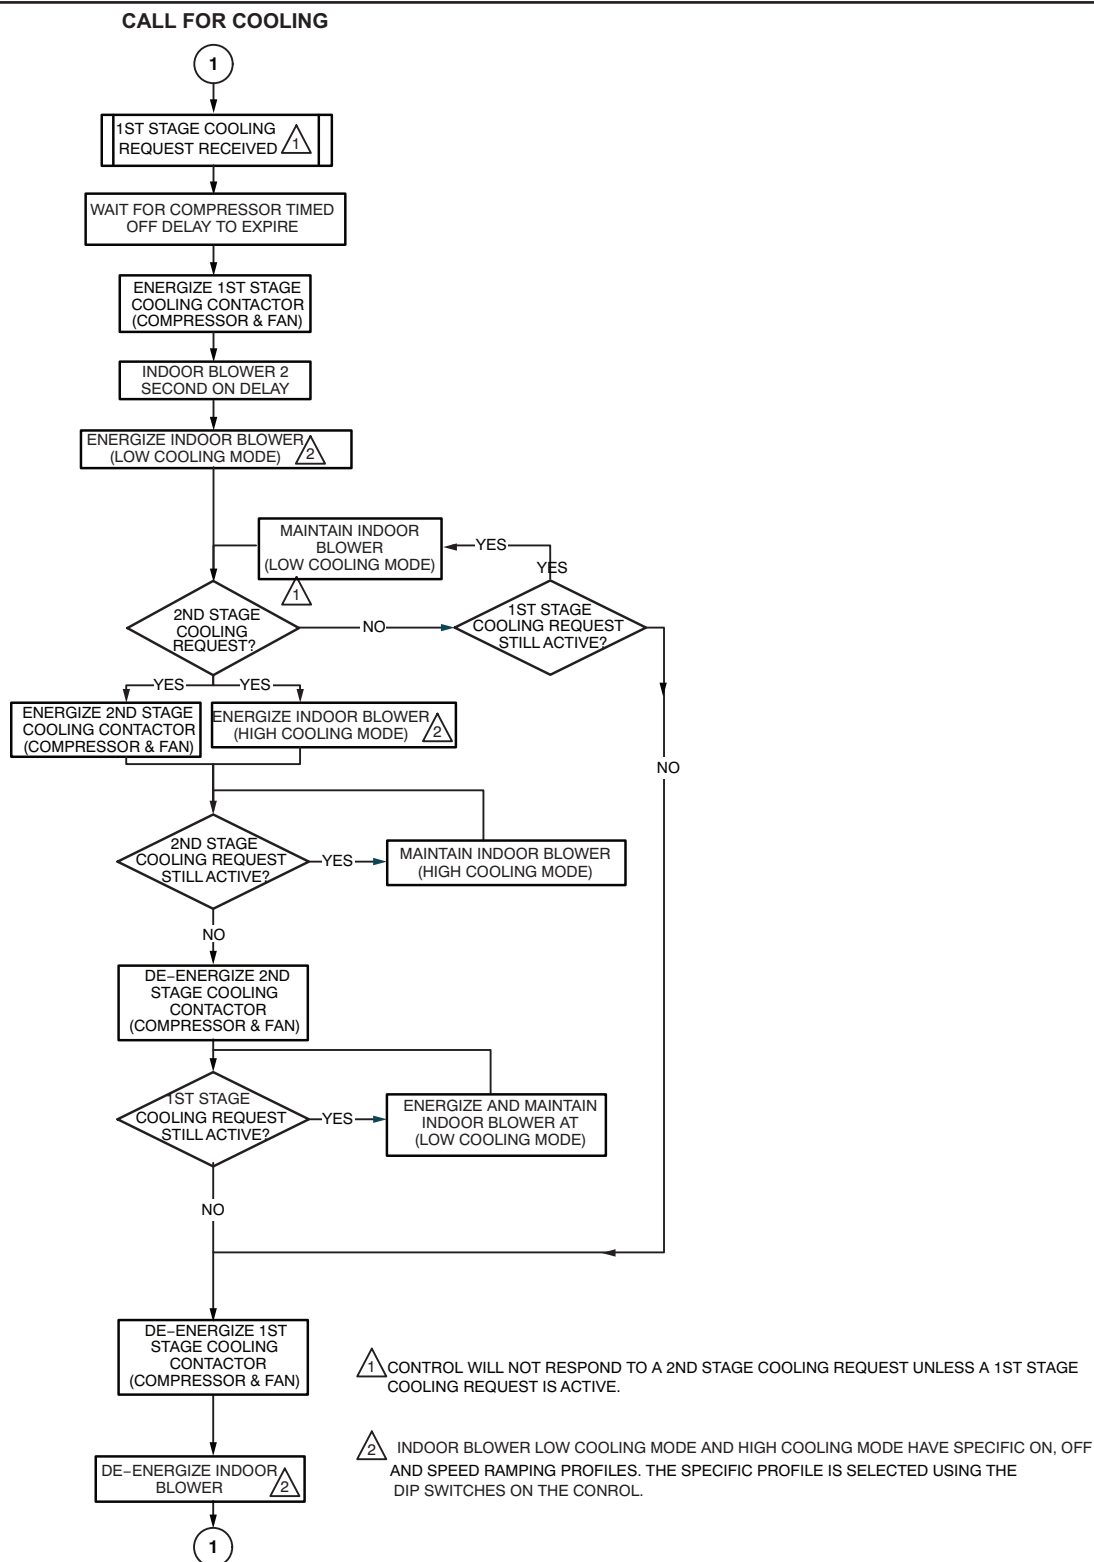 CALL FOR COOLING
1
1ST STAGE COOLING
REQUEST RECEIVED
1
WAIT FOR COMPRESSOR TIMED
OFF DELAY TO EXPIRE
ENERGIZE 1ST STAGE
COOLING CONTACTOR
(COMPRESSOR & FAN)
INDOOR BLOWER 2
SECOND ON DELAY
ENERGIZE INDOOR BLOWER
(LOW COOLING MODE)
2
MAINTAIN INDOOR
BLOWER
(LOW COOLING MODE)
YES
YES
1
2ND STAGE
COOLING
REQUEST?
NO
1ST STAGE
COOLING REQUEST
STILL ACTIVE?
YES
YES
ENERGIZE 2ND STAGE
COOLING CONTACTOR
(COMPRESSOR & FAN)
ENERGIZE INDOOR BLOWER
(HIGH COOLING MODE)
2
NO
2ND STAGE
COOLING REQUEST
STILL ACTIVE?
YES
MAINTAIN INDOOR BLOWER
(HIGH COOLING MODE)
NO
DE−ENERGIZE 2ND
STAGE COOLING
CONTACTOR
(COMPRESSOR & FAN)
1ST STAGE
COOLING REQUEST
STILL ACTIVE?
YES
ENERGIZE AND MAINTAIN
INDOOR BLOWER AT
(LOW COOLING MODE)
NO
DE−ENERGIZE 1ST
STAGE COOLING
CONTACTOR
(COMPRESSOR & FAN)
1 CONTROL WILL NOT RESPOND TO A 2ND STAGE COOLING REQUEST UNLESS A 1ST STAGE
COOLING REQUEST IS ACTIVE.
2 INDOOR BLOWER LOW COOLING MODE AND HIGH COOLING MODE HAVE SPECIFIC ON, OFF
AND SPEED RAMPING PROFILES. THE SPECIFIC PROFILE IS SELECTED USING THE
DIP SWITCHES ON THE CONROL.
DE−ENERGIZE INDOOR
BLOWER
2
1